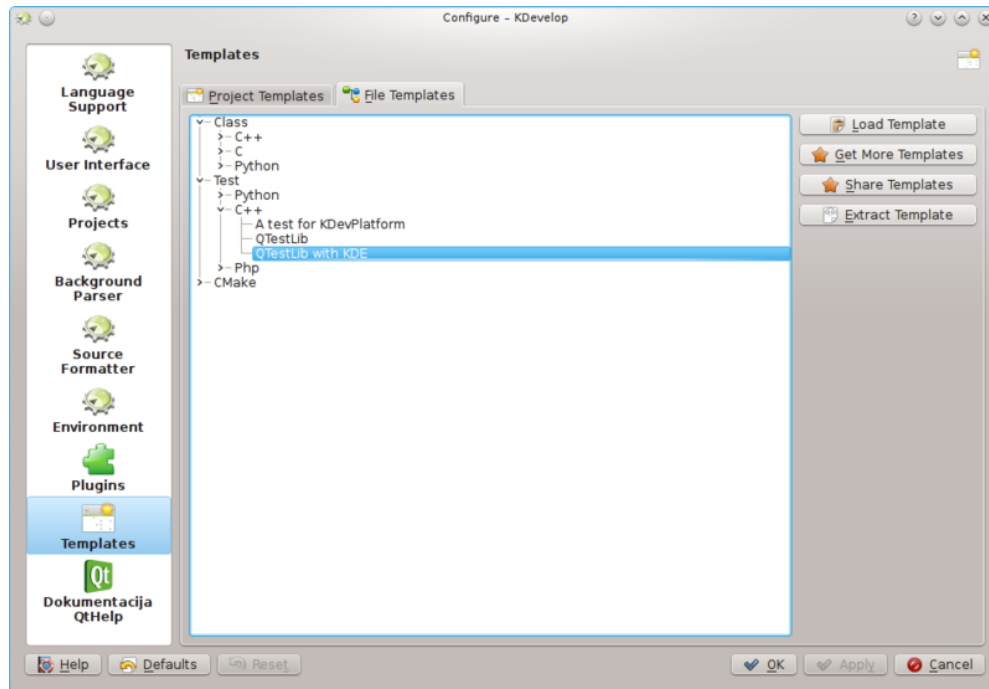 Configure – KDevelop
Language
Support
User Interface
Projects
Background
Parser
Source
Formatter
Environment
Plugins
Templates
Qt
Dokumentacija
QtHelp
Templates
Project Templates
File Templates
Class
C++
C
Python
Test
Python
C++
A test for KDevPlatform
QTestLib
QTestLib with KDE
Php
CMake
Load Template
Get More Templates
Share Templates
Extract Template
Help
Defaults
Reset
OK
Apply
Cancel